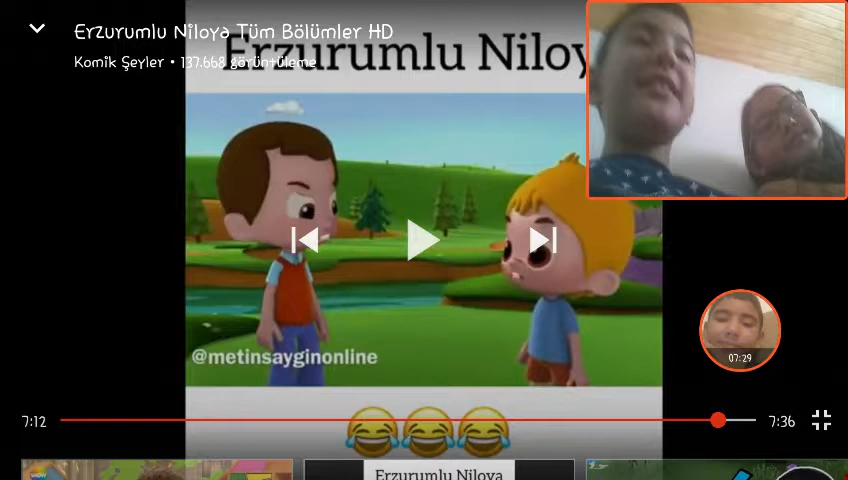 Erzurumlu Niloya Tüm Bölümler HD
Komik Şeyler • 137.668 görüntüleme
Erzurumlu Niloy
@metinsayginonline
07:29
7:12
7:36
Erzurumlu Niloya